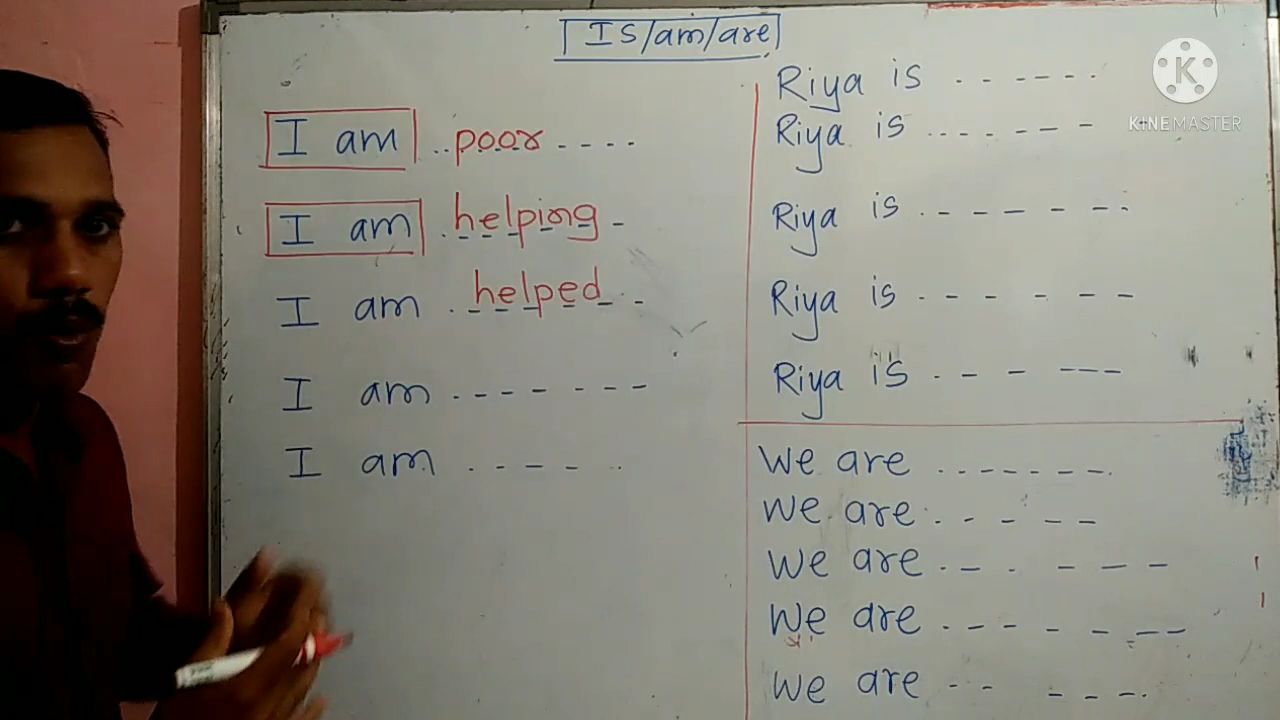 Is/am/are
I am ..poor....
I am .helping -
I am .helped. -
I am .------
I am .----.
Riya is .------
Riya is ....---
Riya is .------
Riya is .-----
Riya is .-----
We are .------.
We are .----
We are .-.---
We are .------
We are -- ---.
K
KINEMASTER